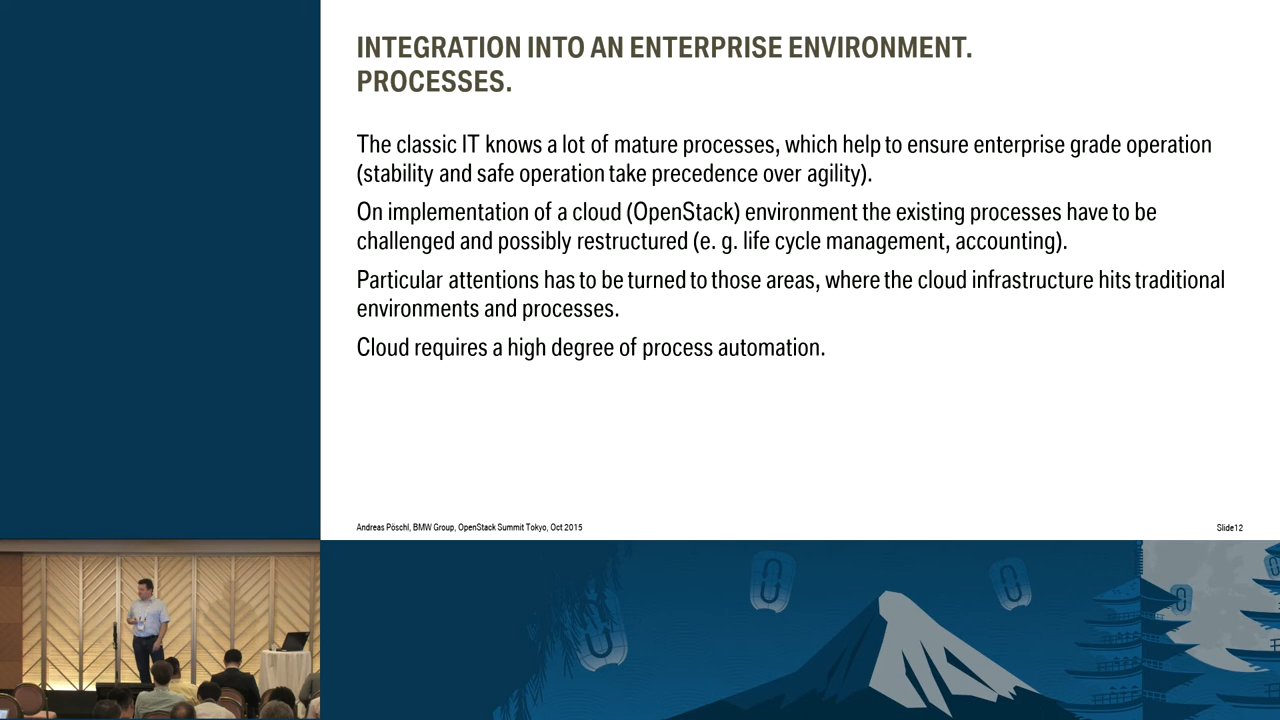 INTEGRATION INTO AN ENTERPRISE ENVIRONMENT.
PROCESSES.
The classic IT knows a lot of mature processes, which help to ensure enterprise grade operation
(stability and safe operation take precedence over agility).
On implementation of a cloud (OpenStack) environment the existing processes have to be
challenged and possibly restructured (e. g. life cycle management, accounting).
Particular attentions has to be turned to those areas, where the cloud infrastructure hits traditional
environments and processes.
Cloud requires a high degree of process automation.
Andreas Pöschl, BMW Group, OpenStack Summit Tokyo, Oct 2015
Slide12